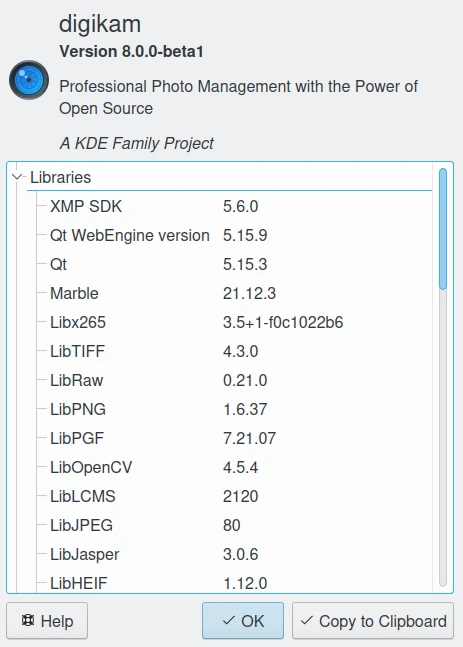 digikam
Version 8.0.0-beta1
Professional Photo Management with the Power of
Open Source
A KDE Family Project
Libraries
XMP SDK 5.6.0
Qt WebEngine version 5.15.9
Qt 5.15.3
Marble 21.12.3
Libx265 3.5+1-f0c1022b6
LibTIFF 4.3.0
LibRaw 0.21.0
LibPNG 1.6.37
LibPGF 7.21.07
LibOpenCV 4.5.4
LibLCMS 2120
LibJPEG 80
LibJasper 3.0.6
LibHEIF 1.12.0
Help OK Copy to Clipboard